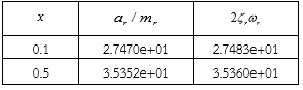 x a_r / m_r 2ζ_rω_r
0.1 2.7470e+01 2.7483e+01
0.5 3.5352e+01 3.5360e+01